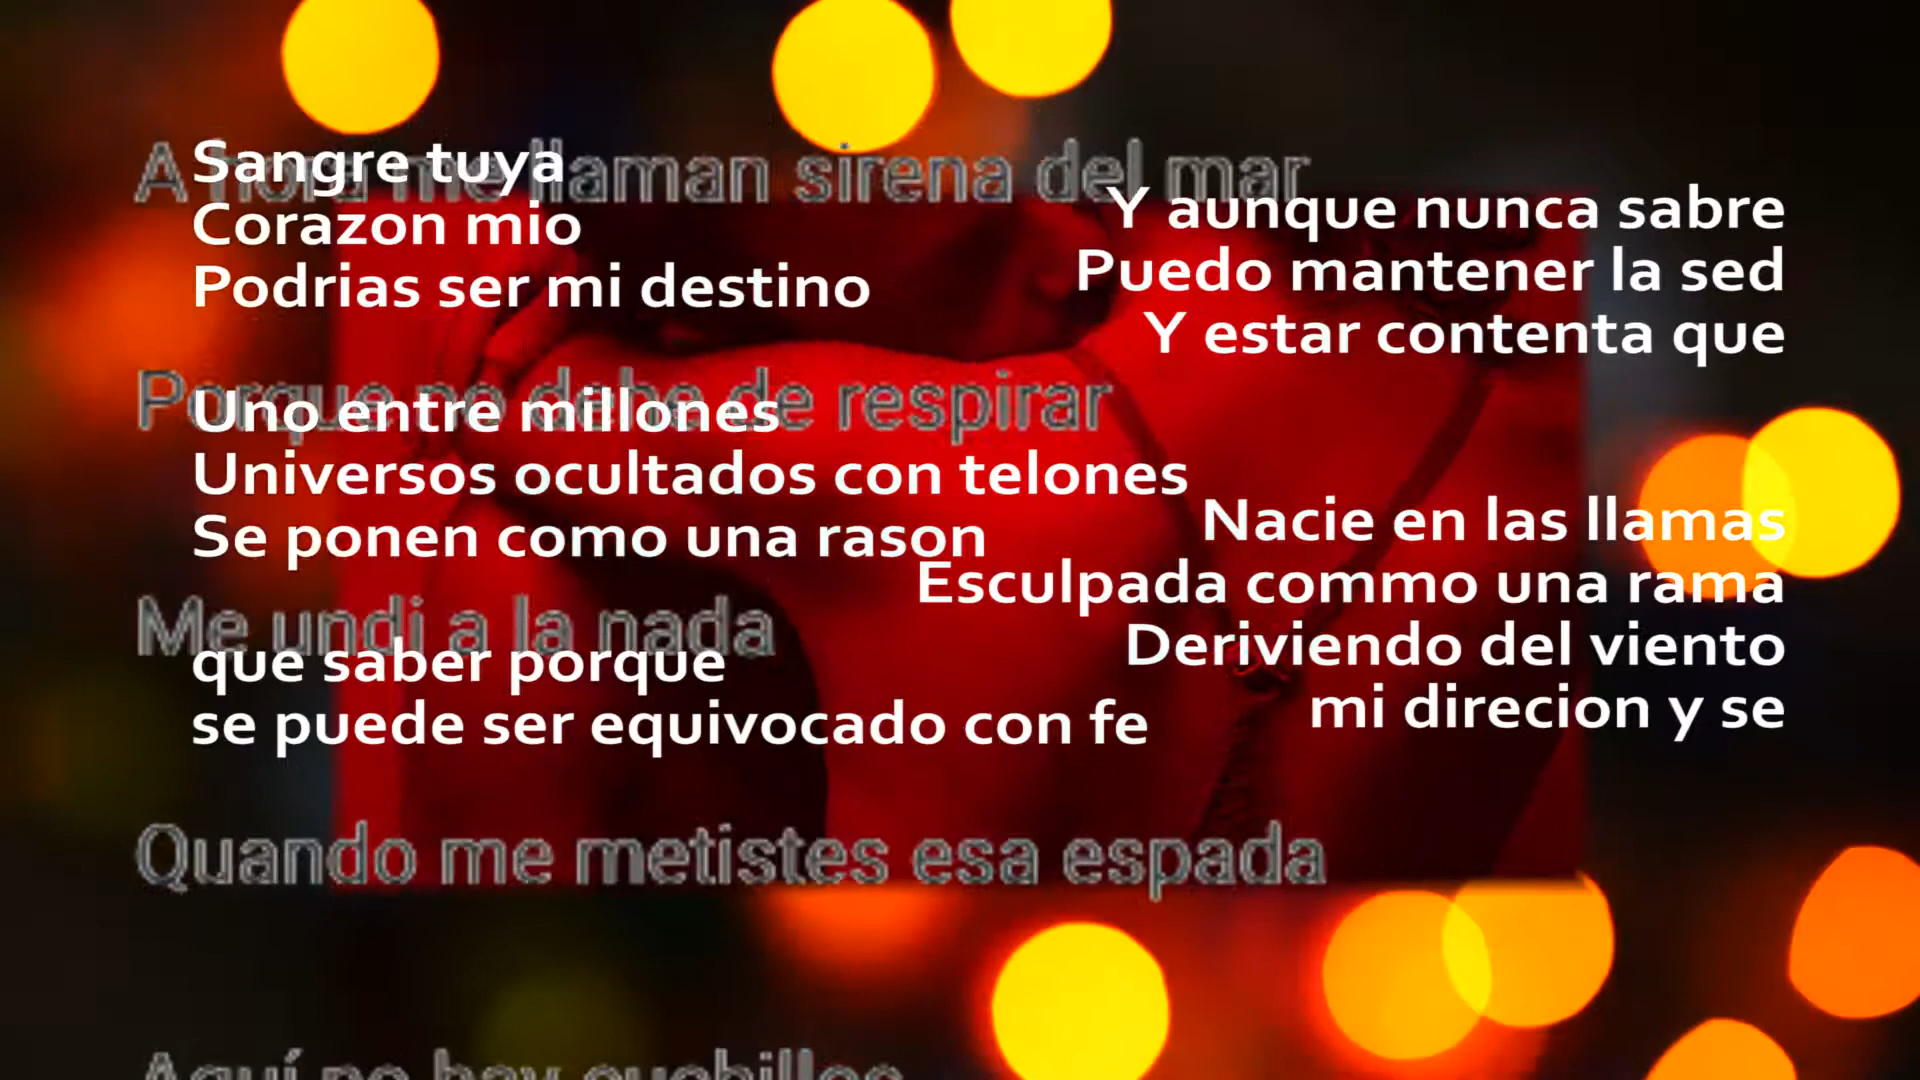 Sangre tuya
Corazon mio
Podrias ser mi destino
Uno entre millones
Universos ocultados con telones
Se ponen como una rason
que saber porque
se puede ser equivocado con fe
Y aunque nunca sabre
Puedo mantener la sed
Y estar contenta que
Nacie en las llamas
Esculpada commo una rama
Deriviendo del viento
mi direcion y se
A hora me llaman sirena del mar
Porque no debe de respirar
Me undi a la nada
Quando me metistes esa espada
Aquí no hay cuchillos